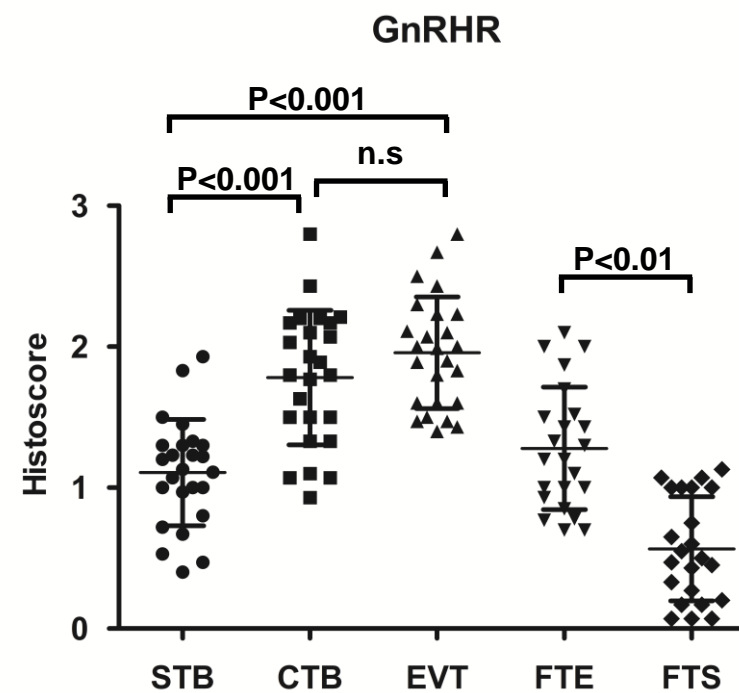 GnRHR
P<0.001
n.s
P<0.001
P<0.01
Histoscore
3
2
1
0
STB CTB EVT FTE FTS